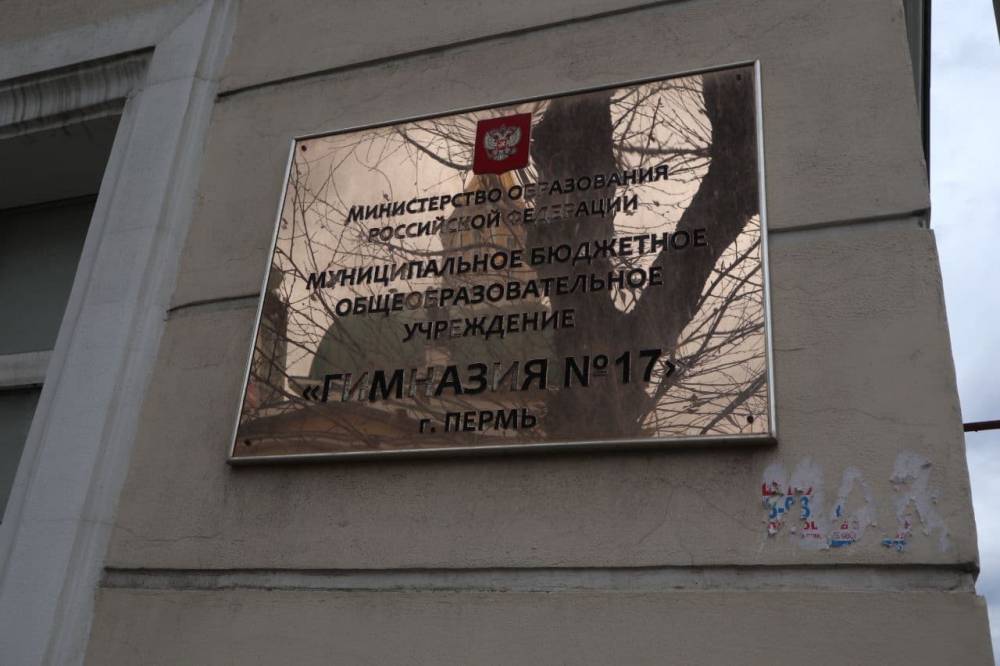 МИНИСТЕРСТВО ОБРАЗОВАНИЯ
РОССИЙСКОЙ ФЕДЕРАЦИИ
МУНИЦИПАЛЬНОЕ БЮДЖЕТНОЕ
ОБЩЕОБРАЗОВАТЕЛЬНОЕ
УЧРЕЖДЕНИЕ
«ГИМНАЗИЯ №17»
г. ПЕРМЬ